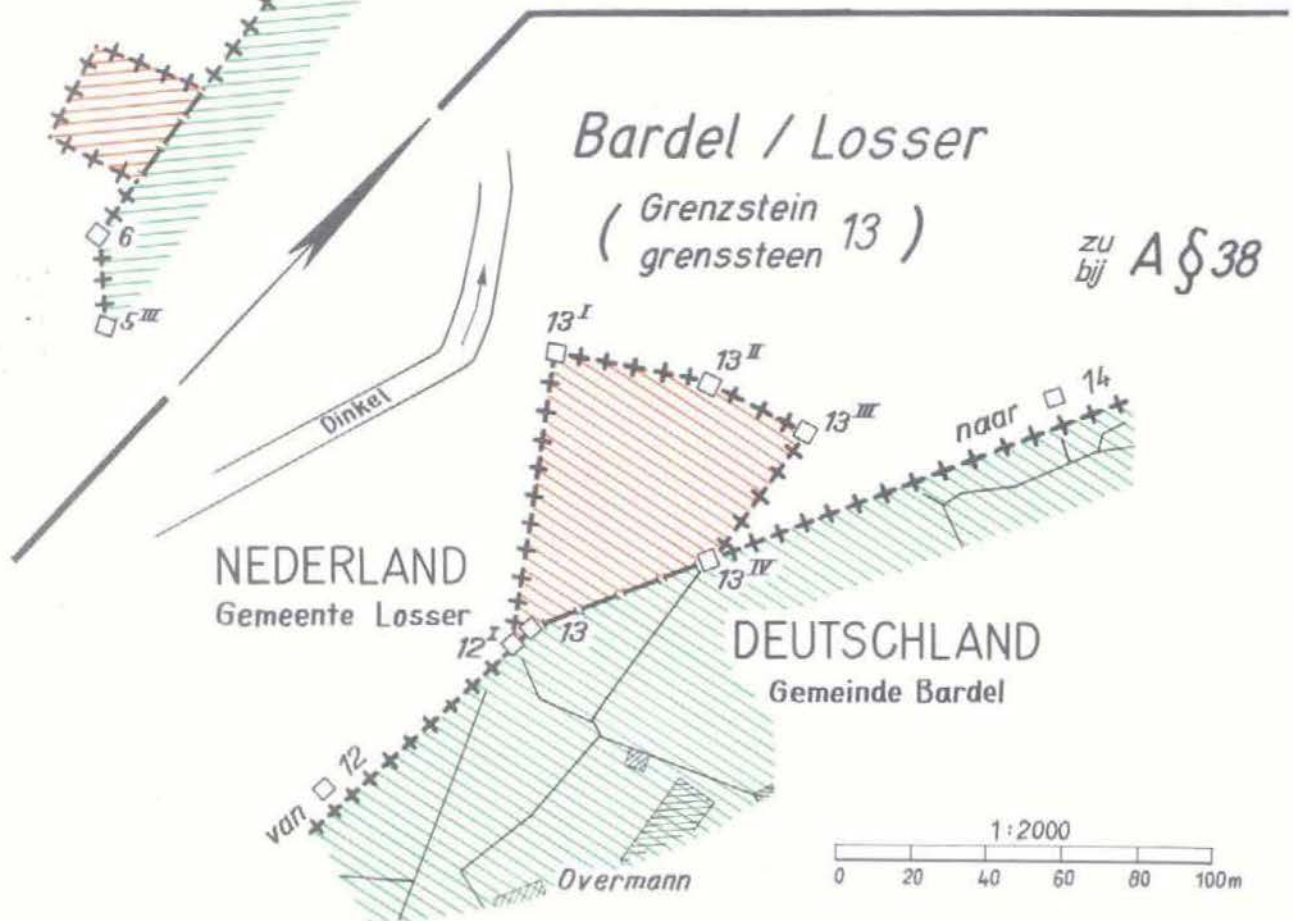 Bardel / Losser
( Grenzstein
grenssteen 13 )
zu
bij A § 38
6
5 III
Dinkel
13 I
13 II
13 III
naar 14
NEDERLAND
Gemeente Losser
13 IV
12 I
13
DEUTSCHLAND
Gemeinde Bardel
van 12
Overmann
1:2000
0 20 40 60 80 100m